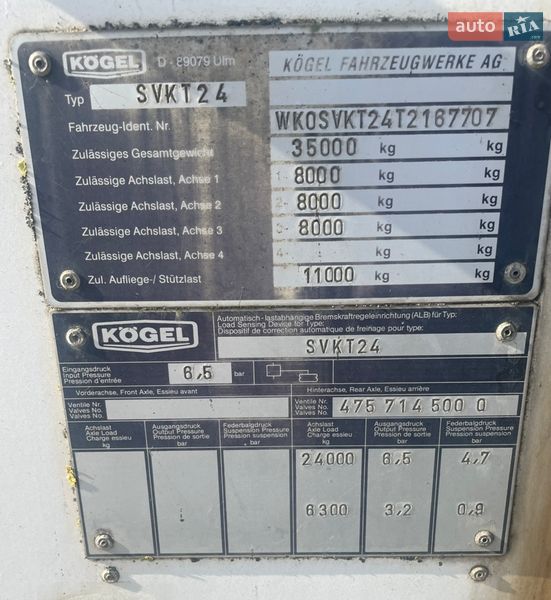 auto RIA .com
KÖGEL D - 89079 Ulm KÖGEL FAHRZEUGWERKE AG
Typ SVKT24
Fahrzeug-Ident. Nr. WK0SVKT24T2167707
Zulässiges Gesamtgewicht 35000 kg kg
Zulässige Achslast, Achse 1 1- 8000 kg kg
Zulässige Achslast, Achse 2 2- 8000 kg kg
Zulässige Achslast, Achse 3 3- 8000 kg kg
Zulässige Achslast, Achse 4 4- kg kg
Zul. Aufliege-/ Stützlast 11000 kg kg
KÖGEL
Automatisch-lastabhängige Bremskraftregeleinrichtung (ALB) für Typ:
Load Sensing Device for Type:
Dispositif de correction automatique de freinage pour type:
SVKT24
Eingangsdruck
Input Pressure
Pression d'entrée
6,5 bar
Vorderachse, Front Axle, Essieu avant
Hinterachse, Rear Axle, Essieu arrière
Ventile Nr.
Valves No.
Valves No.
Ventile Nr.
Valves No.
Valves No.
475 714 500 0
Achslast
Axle Load
Charge essieu
kg
Ausgangsdruck
Output Pressure
Pression de sortie
bar
Federbalgdruck
Suspension Pressure
Pression suspension
bar
Achslast
Axle Load
Charge essieu
kg
Ausgangsdruck
Output Pressure
Pression de sortie
bar
Federbalgdruck
Suspension Pressure
Pression suspension
bar
24000 6,5 4,7
6300 3,2 0,9